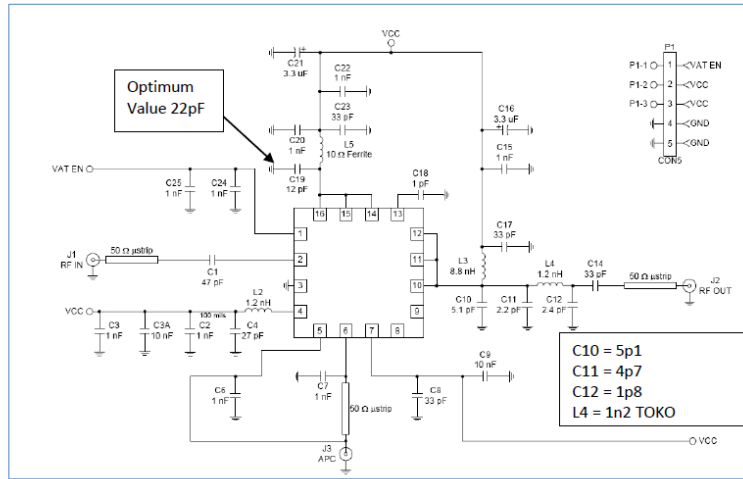 VCC
P1
P1-1 1 VAT EN
P1-2 2 VCC
P1-3 3 VCC
4 GND
5 GND
CON5
Optimum
Value 22pF
C21
3.3 uF
C22
1 nF
C23
33 pF
C20
1 nF
L5
10 Ω Ferrite
C19
12 pF
C18
1 pF
C16
3.3 uF
C15
1 nF
C17
33 pF
VAT EN
C25
1 nF
C24
1 nF
16 15 14 13
1 12
2 11
3 10
4 9
5 6 7 8
J1
RF IN
50 Ω µstrip
C1
47 pF
L3
8.8 nH
L4
1.2 nH
C14
33 pF
50 Ω µstrip
J2
RF OUT
C10
5.1 pF
C11
2.2 pF
C12
2.4 pF
VCC
L2
1.2 nH
100 mils
C3
1 nF
C3A
10 nF
C2
1 nF
C4
27 pF
C6
1 nF
C7
1 nF
50 Ω µstrip
C8
33 pF
C9
10 nF
J3
APC
VCC
C10 = 5p1
C11 = 4p7
C12 = 1p8
L4 = 1n2 TOKO